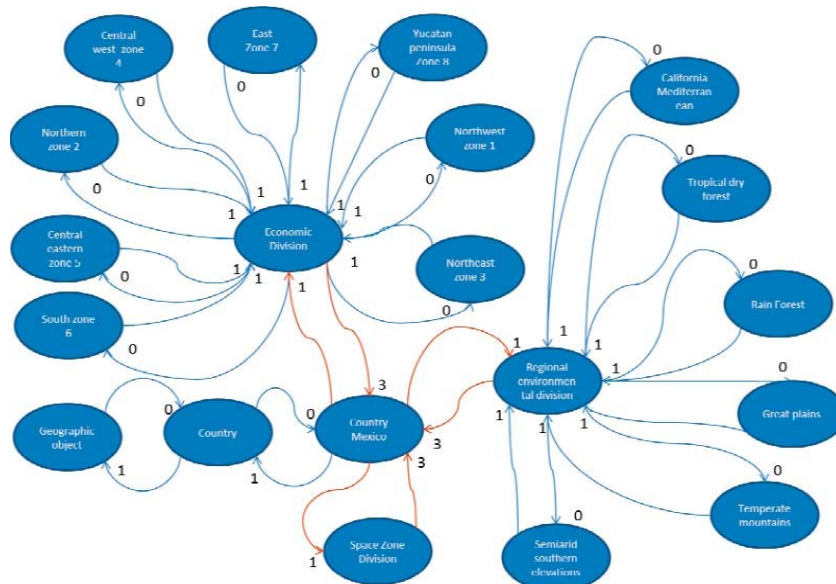 Central
west zone
4
East
Zone 7
Yucatan
peninsula
Zone 8
0
California
Mediterran
ean
0
0
0
Northern
zone 2
Northwest
zone 1
0
Tropical dry
forest
0
0
1
1
1
1
1
Economic
Division
Central
eastern
zone 5
1
1
1
1
Northeast
zone 3
0
0
Rain Forest
0
South zone
6
0
1
1
1
Regional
environmen
tal division
1
0
Great plains
3
0
0
Country
Mexico
3
1
1
1
Geographic
object
Country
1
1
3
0
Temperate
mountains
0
Space Zone
Division
1
Semiarid
southern
elevations